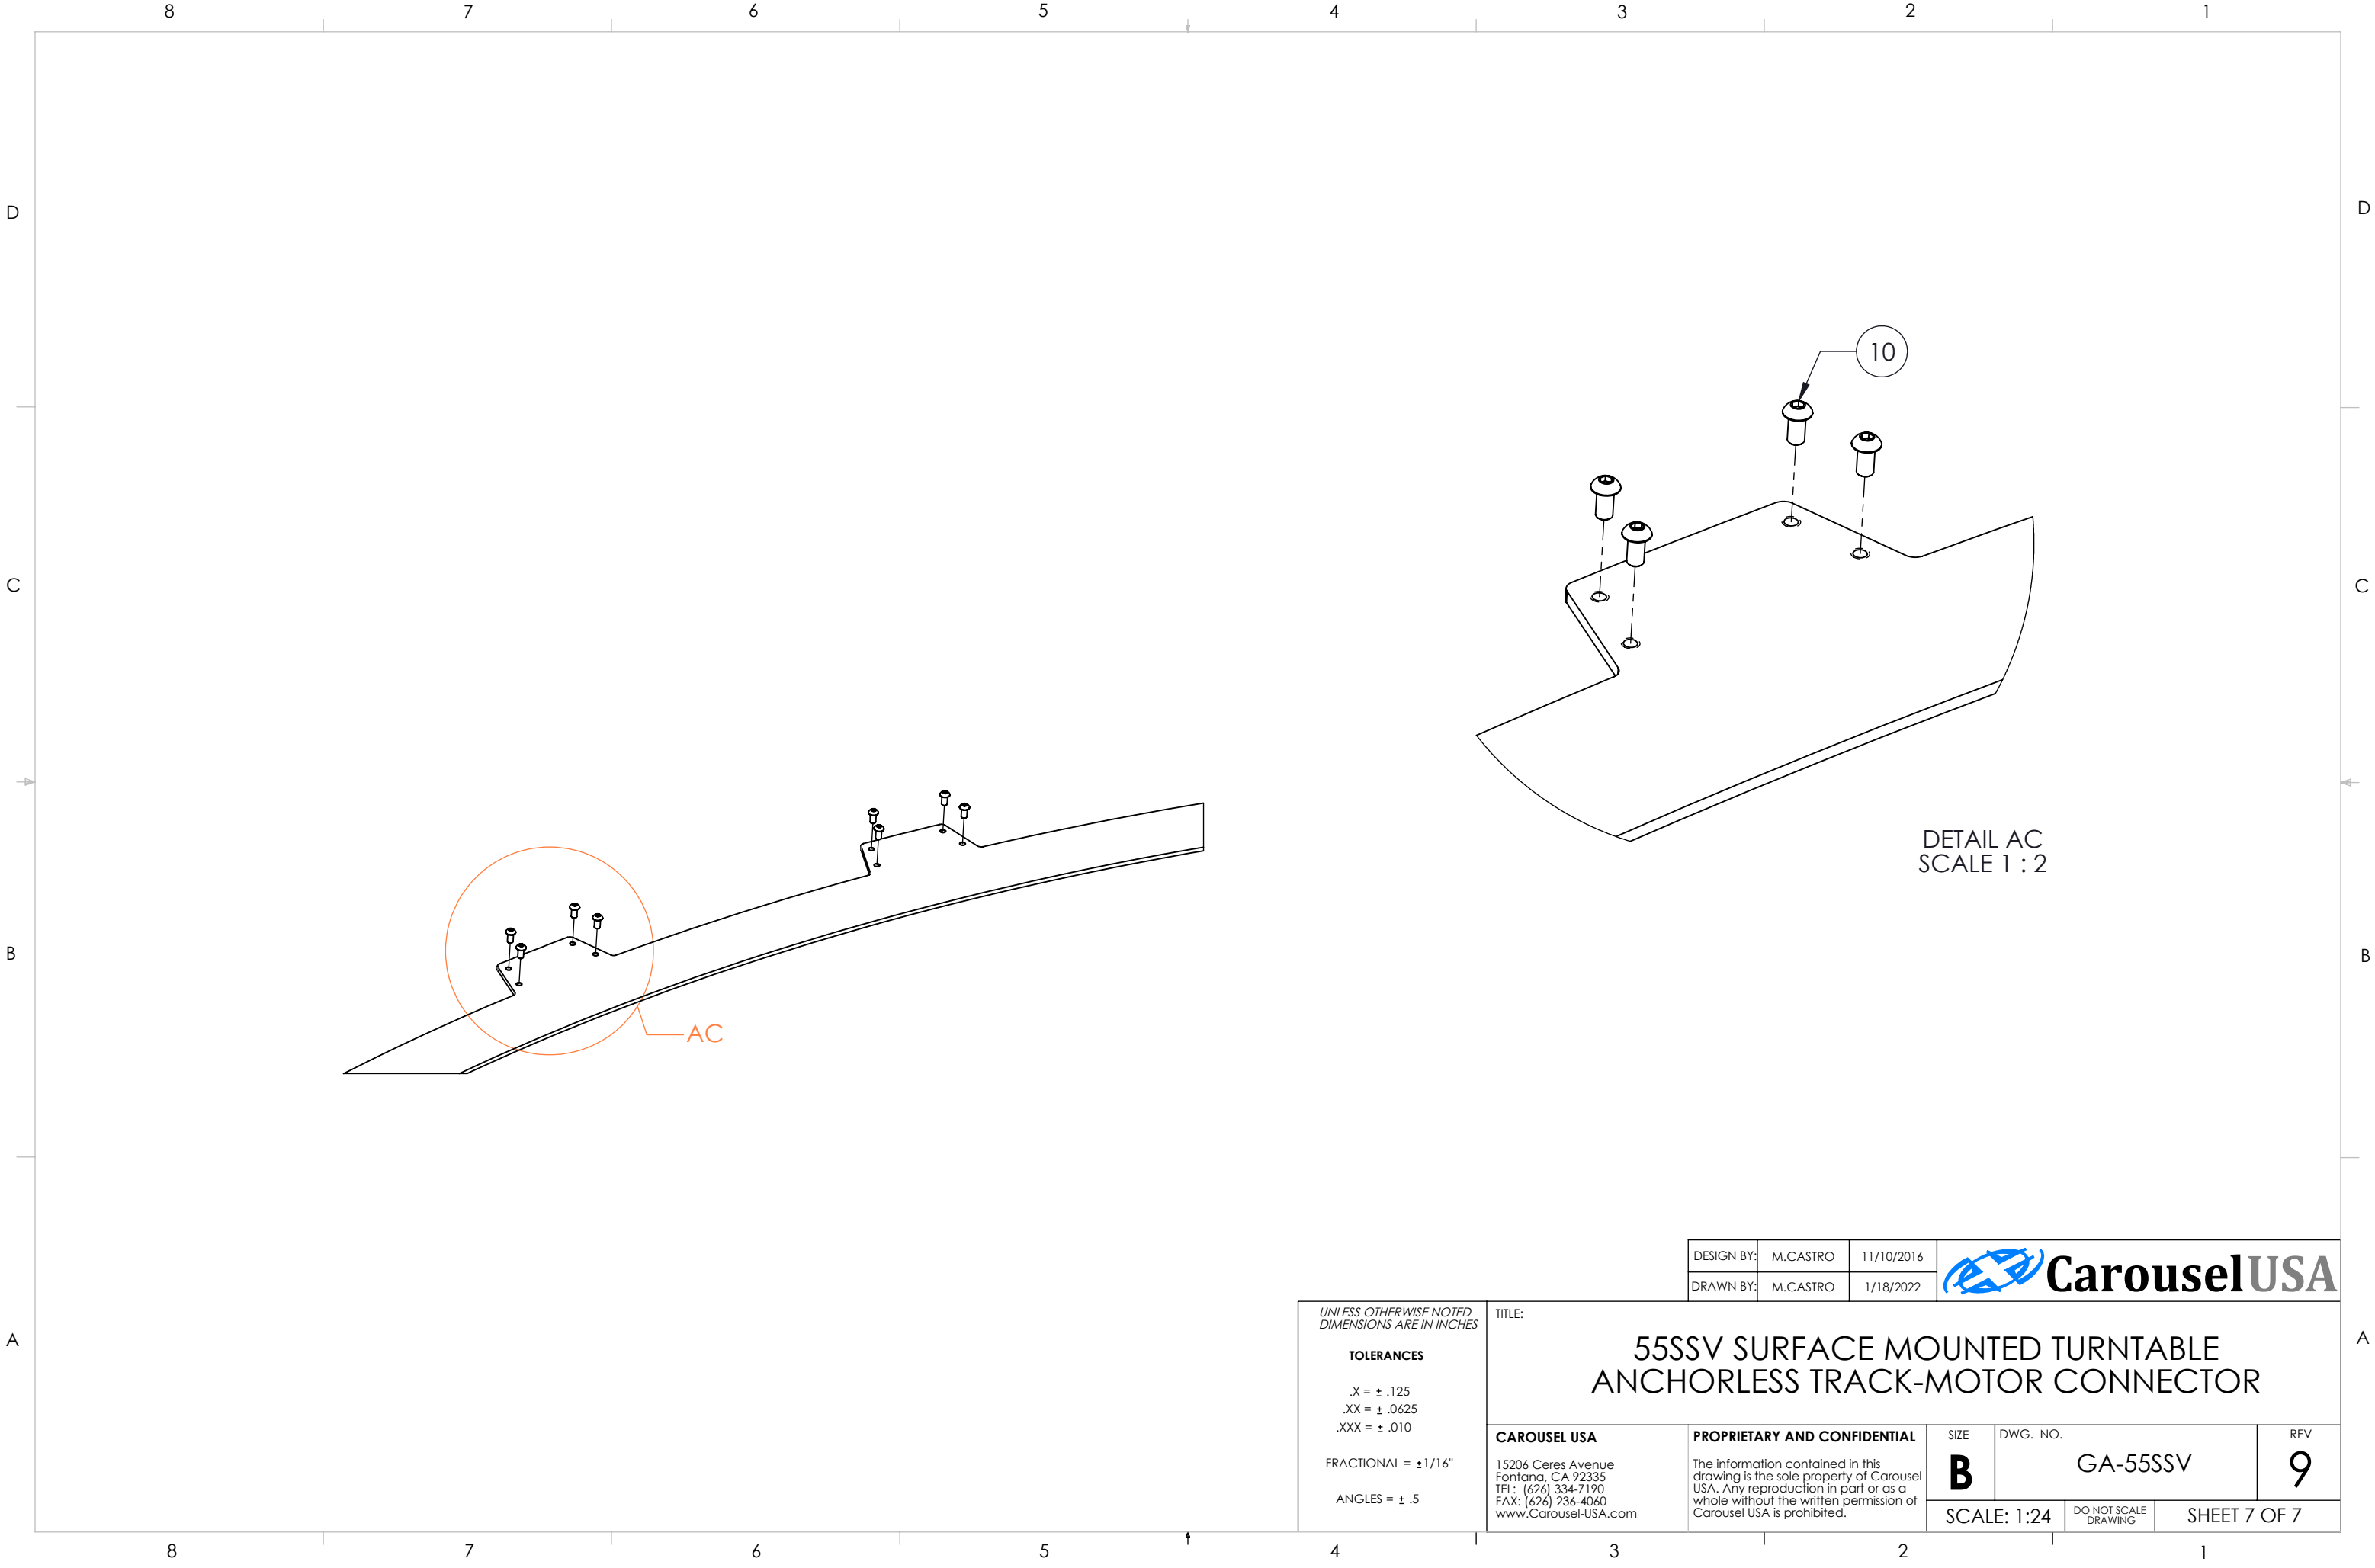 8 7 6 5 4 3 2 1
D D
10
C C
DETAIL AC
SCALE 1 : 2
B B
AC
DESIGN BY: M.CASTRO 11/10/2016
DRAWN BY: M.CASTRO 1/18/2022
CarouselUSA
UNLESS OTHERWISE NOTED
DIMENSIONS ARE IN INCHES
TOLERANCES
.X = ± .125
.XX = ± .0625
.XXX = ± .010
FRACTIONAL = ±1/16"
ANGLES = ± .5
TITLE:
55SSV SURFACE MOUNTED TURNTABLE
ANCHORLESS TRACK-MOTOR CONNECTOR
A A
CAROUSEL USA
15206 Ceres Avenue
Fontana, CA 92335
TEL: (626) 334-7190
FAX: (626) 236-4060
www.Carousel-USA.com
PROPRIETARY AND CONFIDENTIAL
The information contained in this
drawing is the sole property of Carousel
USA. Any reproduction in part or as a
whole without the written permission of
Carousel USA is prohibited.
SIZE
B
DWG. NO.
GA-55SSV
REV
9
SCALE: 1:24
DO NOT SCALE
DRAWING
SHEET 7 OF 7
8 7 6 5 4 3 2 1